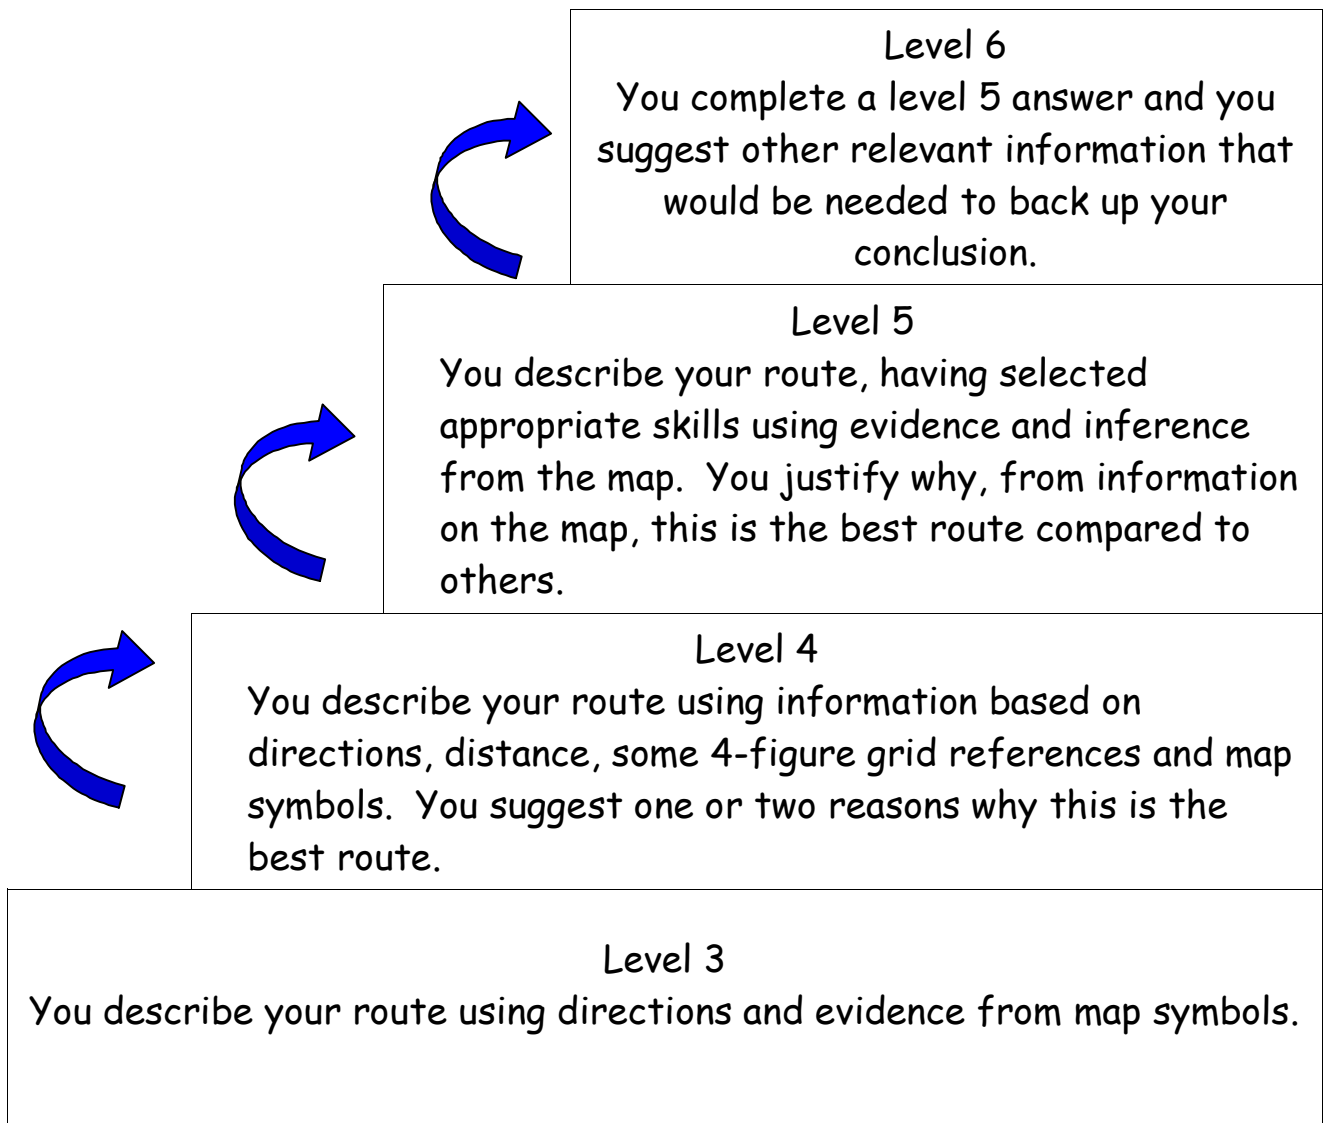 Level 6
You complete a level 5 answer and you
suggest other relevant information that
would be needed to back up your
conclusion.
Level 5
You describe your route, having selected
appropriate skills using evidence and inference
from the map.  You justify why, from information
on the map, this is the best route compared to
others.
Level 4
You describe your route using information based on
directions, distance, some 4-figure grid references and map
symbols.  You suggest one or two reasons why this is the
best route.
Level 3
You describe your route using directions and evidence from map symbols.